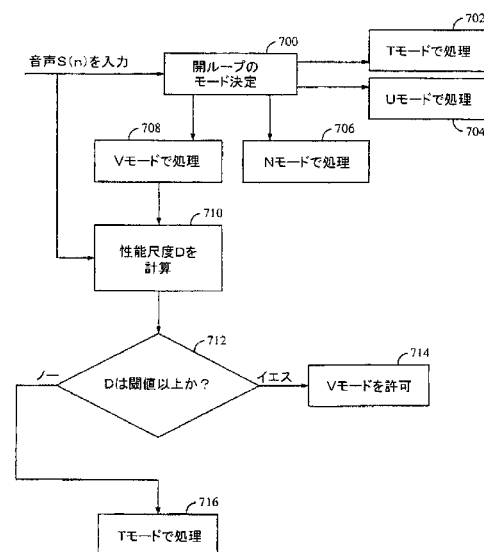 702
700
音声S(n)を入力
開ループの
モード決定
Tモードで処理
Uモードで処理
704
708
706
Vモードで処理
Nモードで処理
710
性能尺度Dを
計算
712
714
ノー
Dは閾値以上か?
イエス
Vモードを許可
716
Tモードで処理